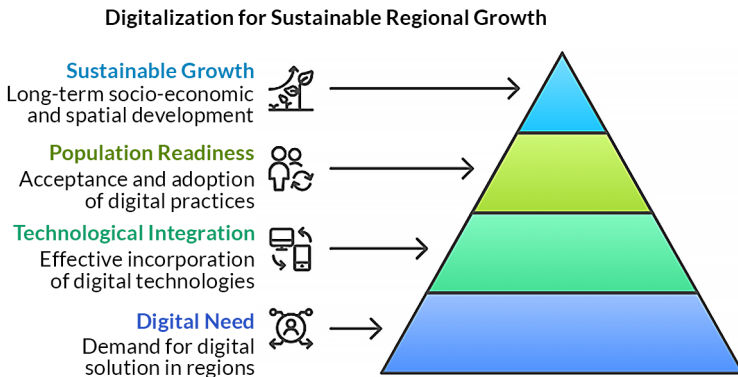 Digitalization for Sustainable Regional Growth
Sustainable Growth
Long-term socio-economic
and spatial development
Population Readiness
Acceptance and adoption
of digital practices
Technological Integration
Effective incorporation
of digital technologies
Digital Need
Demand for digital
solution in regions